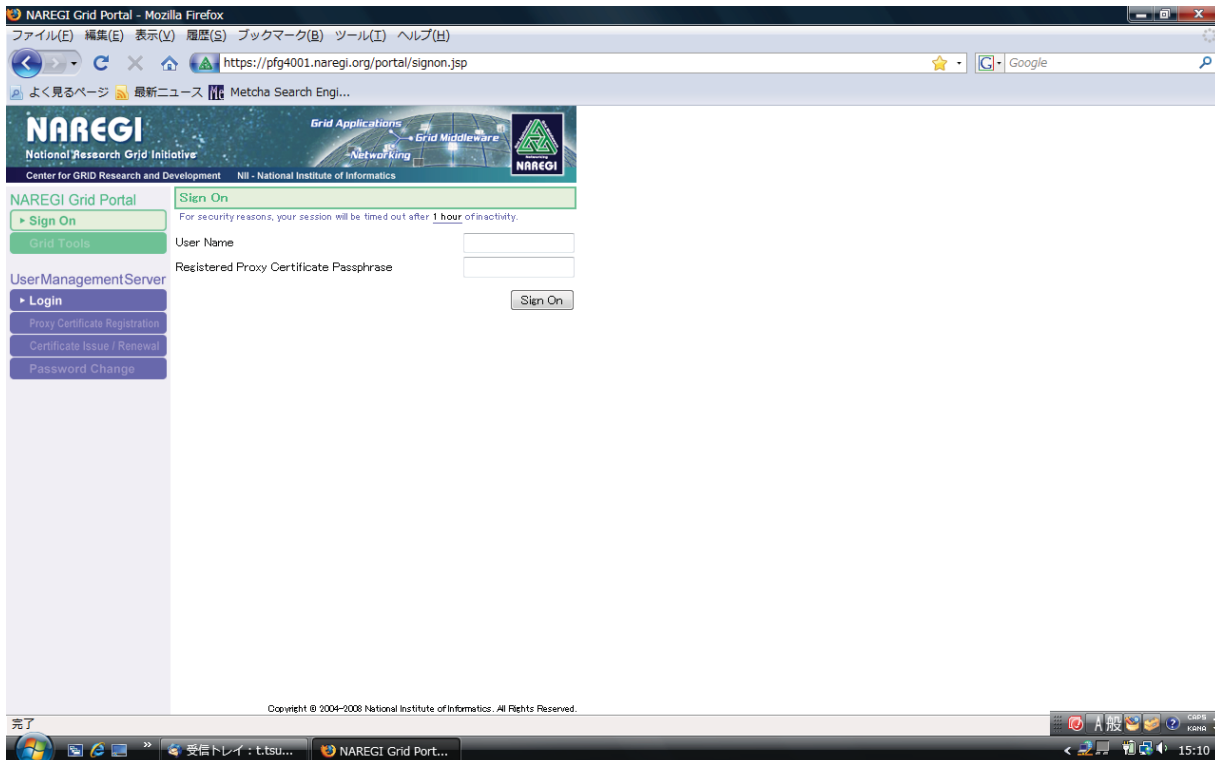 NAREGI Grid Portal - Mozilla Firefox
ファイル(F) 編集(E) 表示(V) 履歴(S) ブックマーク(B) ツール(T) ヘルプ(H)
https://pfg4001.naregi.org/portal/signon.jsp
G Google
よく見るページ 最新ニュース Mc Metcha Search Engi...
NAREGI
National Research Grid Initiative
Grid Applications
Grid Middleware
Networking
NAREGI
Center for GRID Research and Development NII - National Institute of Informatics
NAREGI Grid Portal
Sign On
Grid Tools
UserManagementServer
Login
Proxy Certificate Registration
Certificate Issue / Renewal
Password Change
Sign On
For security reasons, your session will be timed out after 1 hour of inactivity.
User Name
Registered Proxy Certificate Passphrase
Sign On
Copyright © 2004-2008 National Institute of Informatics. All Rights Reserved.
完了
A 般 CAPS
KANA
受信トレイ : t.tsu... NAREGI Grid Port... 15:10